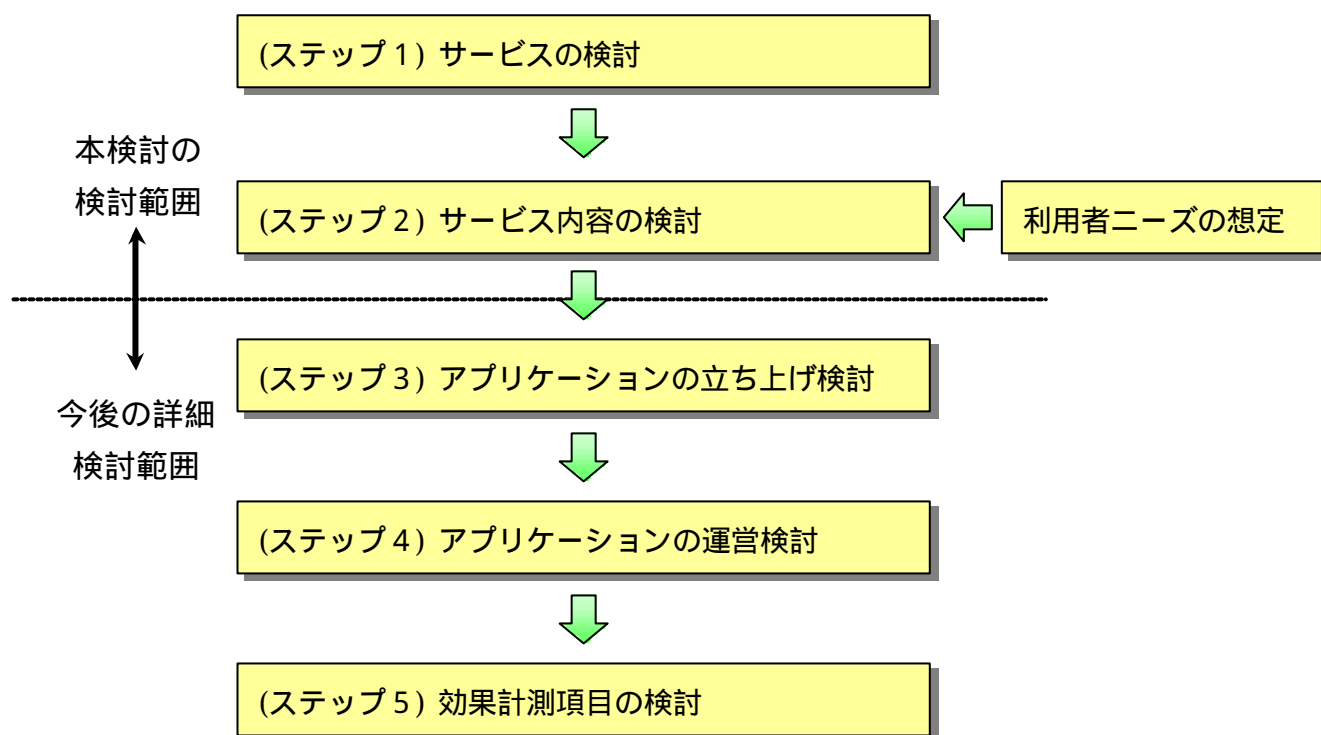 (ステップ1) サービスの検討
本検討の
検討範囲
(ステップ2) サービス内容の検討
利用者ニーズの想定
(ステップ3) アプリケーションの立ち上げ検討
今後の詳細
検討範囲
(ステップ4) アプリケーションの運営検討
(ステップ5) 効果計測項目の検討